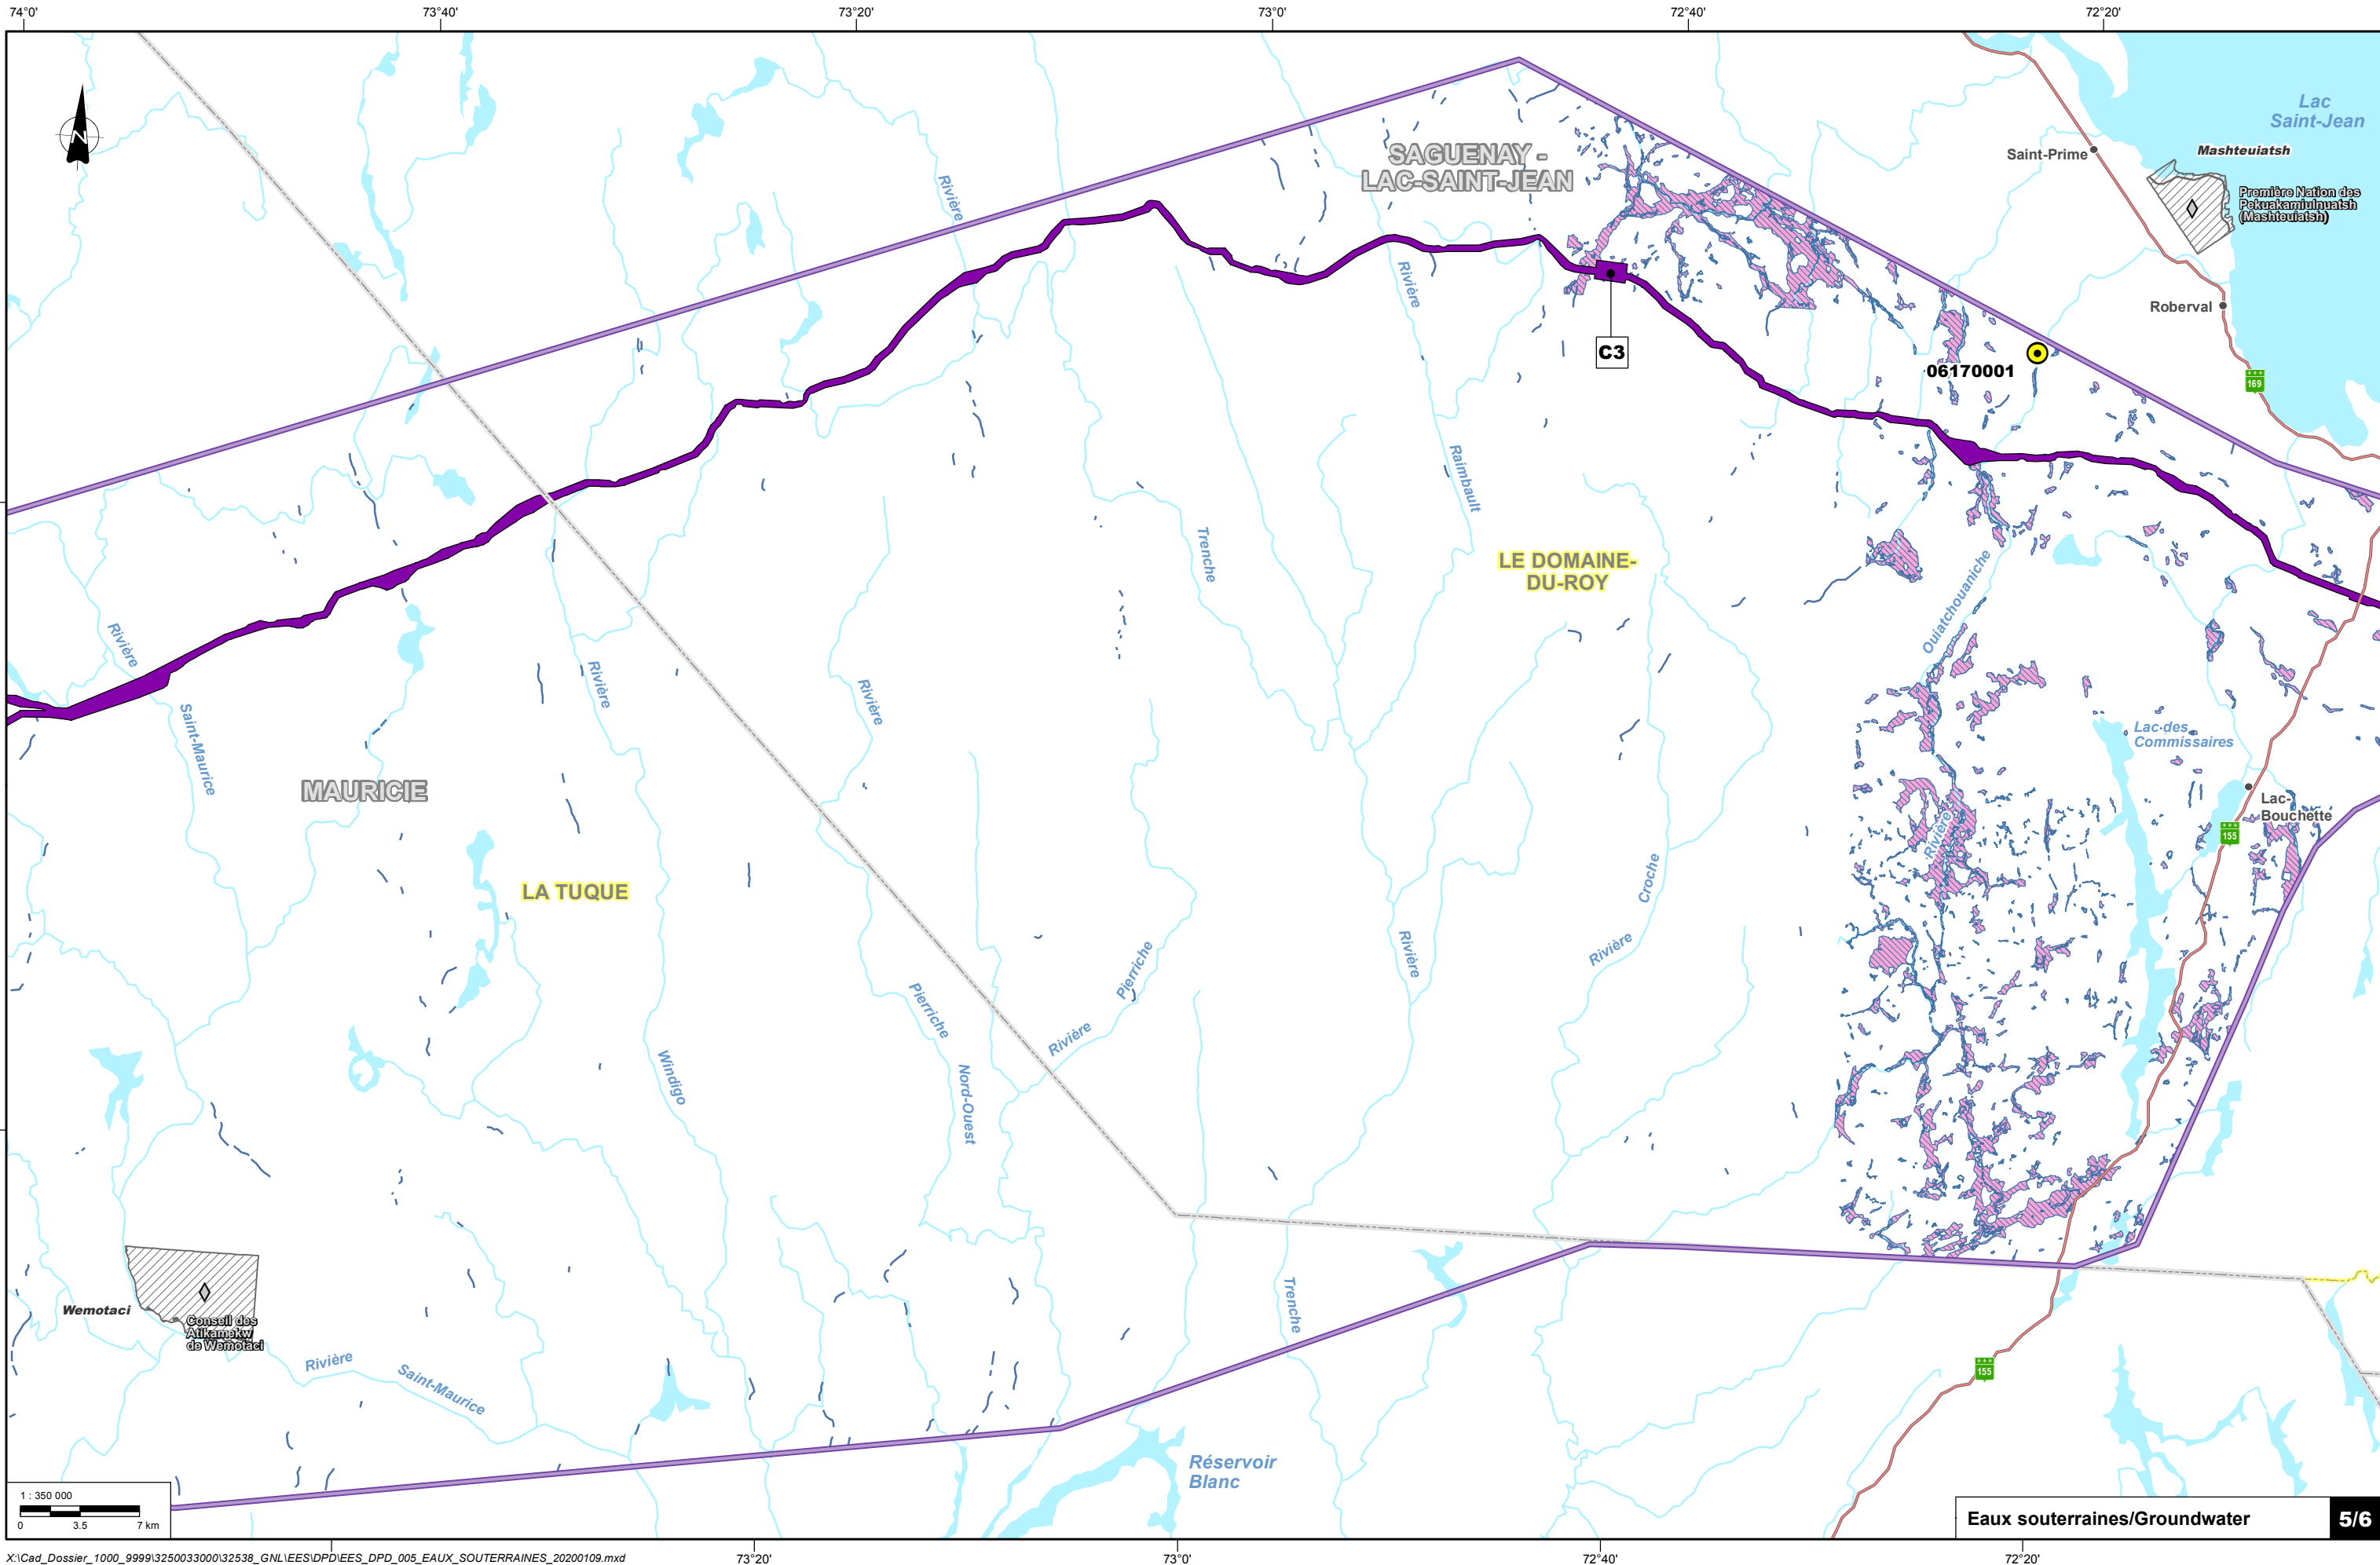 74°0'
73°40'
73°20'
73°0'
72°40'
72°20'
N
Lac
Saint-Jean
Saint-Prime
Mashteuiatsh
Première Nation des
Pekuakamiulnuatsh
(Mashteuiatsh)
SAGUENAY -
LAC-SAINT-JEAN
Rivière
Rivière
Roberval
C3
06170001
169
Raimbault
Trenche
LE DOMAINE-
DU-ROY
Ouiatchouaniche
Rivière
Rivière
Rivière
Saint-Maurice
Lac des
Commissaires
MAURICIE
Lac-
Bouchette
155
Rivière
LA TUQUE
Croche
Rivière
Rivière
Pierriche
Pierriche
Rivière
Windigo
Nord-Ouest
Trenche
Wemotaci
Conseil des
Atikamekw
de Wemotaci
Rivière
Saint-Maurice
155
Réservoir
Blanc
1 : 350 000
0 3.5 7 km
Eaux souterraines/Groundwater
5/6
X:\Cad_Dossier_1000_9999\3250033000\32538_GNL\EES\DPD\EES_DPD_005_EAUX_SOUTERRAINES_20200109.mxd
73°20'
73°0'
72°40'
72°20'